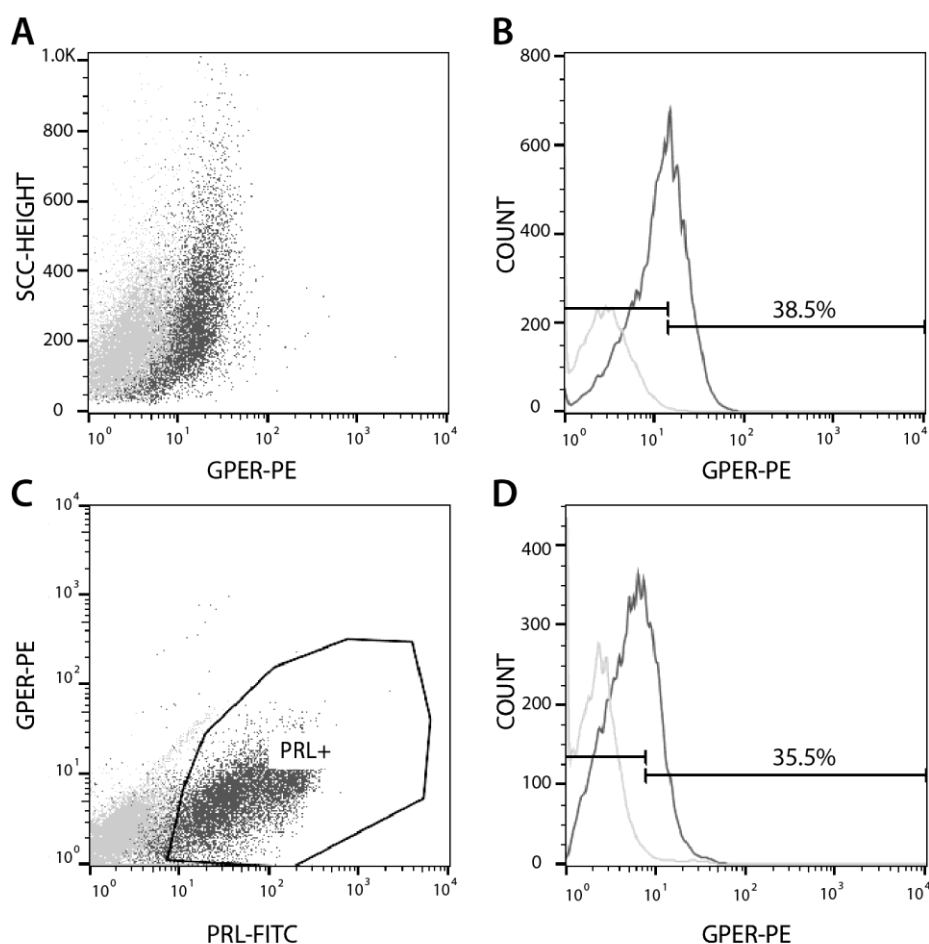 A
SCC-HEIGHT
1.0K
800
600
400
200
0
10^0 10^1 10^2 10^3 10^4
GPER-PE
B
COUNT
800
600
400
200
0
38.5%
10^0 10^1 10^2 10^3 10^4
GPER-PE
C
GPER-PE
10^4
10^3
10^2
10^1
10^0
PRL+
10^0 10^1 10^2 10^3 10^4
PRL-FITC
D
COUNT
400
300
200
100
0
35.5%
10^0 10^1 10^2 10^3 10^4
GPER-PE